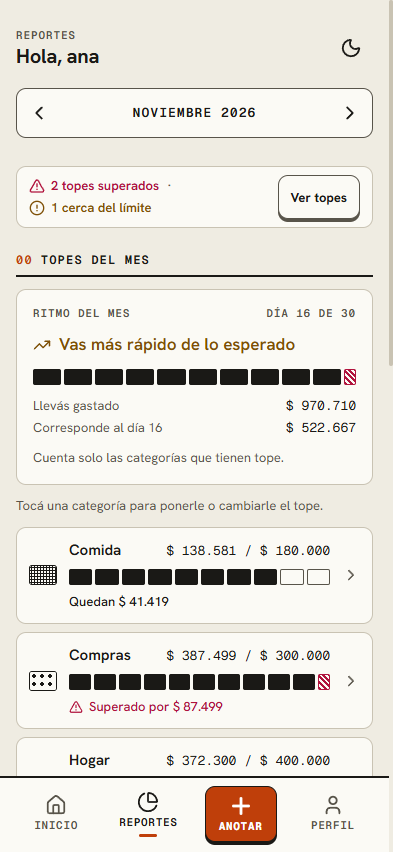 REPORTES
Hola, ana
NOVIEMBRE 2026
2 topes superados ·
1 cerca del límite
Ver topes
00 TOPES DEL MES
RITMO DEL MES DÍA 16 DE 30
Vas más rápido de lo esperado
Llevás gastado $ 970.710
Corresponde al día 16 $ 522.667
Cuenta solo las categorías que tienen tope.
Tocá una categoría para ponerle o cambiarle el tope.
Comida $ 138.581 / $ 180.000
Quedan $ 41.419
Compras $ 387.499 / $ 300.000
Superado por $ 87.499
Hogar $ 372.300 / $ 400.000
INICIO REPORTES ANOTAR PERFIL